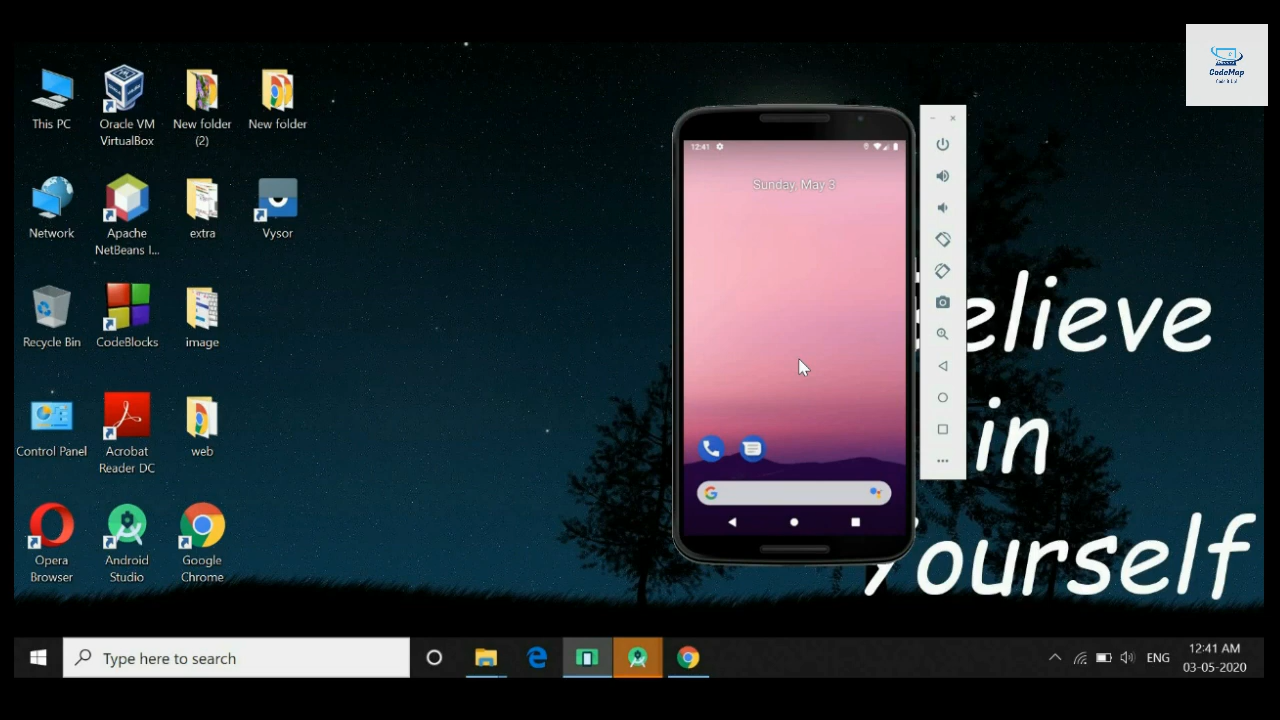 CodeMap
This PC
Oracle VM
VirtualBox
New folder
(2)
New folder
Network
Apache
NetBeans I...
extra
Vysor
Recycle Bin
CodeBlocks
image
Control Panel
Acrobat
Reader DC
web
Opera
Browser
Android
Studio
Google
Chrome
12:41
Sunday, May 3
elieve
in
yourself
Type here to search
ENG
12:41 AM
03-05-2020